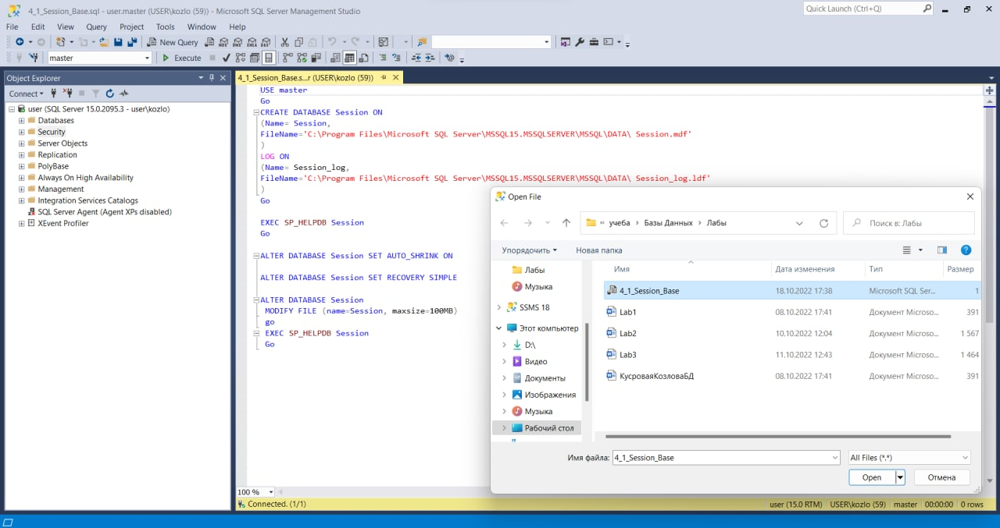 4_1_Session_Base.sql - user.master (USER\kozlo (59)) - Microsoft SQL Server Management Studio
Quick Launch (Ctrl+Q)
File Edit View Query Project Tools Window Help
New Query
master Execute
Object Explorer
4_1_Session_Base.s...r (USER\kozlo (59))
Connect
user (SQL Server 15.0.2095.3 - user\kozlo)
Databases
Security
Server Objects
Replication
PolyBase
Always On High Availability
Management
Integration Services Catalogs
SQL Server Agent (Agent XPs disabled)
XEvent Profiler
USE master
Go
CREATE DATABASE Session ON
(Name= Session,
FileName='C:\Program Files\Microsoft SQL Server\MSSQL15.MSSQLSERVER\MSSQL\DATA\ Session.mdf'
)
LOG ON
(Name= Session_log,
FileName='C:\Program Files\Microsoft SQL Server\MSSQL15.MSSQLSERVER\MSSQL\DATA\ Session_log.ldf'
)
Go
EXEC SP_HELPDB Session
Go
ALTER DATABASE Session SET AUTO_SHRINK ON
ALTER DATABASE Session SET RECOVERY SIMPLE
ALTER DATABASE Session
MODIFY FILE (name=Session, maxsize=100MB)
go
EXEC SP_HELPDB Session
Go
Open File
« учеба › Базы Данных › Лабы
Поиск в: Лабы
Упорядочить Новая папка
Лабы
Музыка
SSMS 18
Этот компьютер
D:\
Видео
Документы
Изображения
Музыка
Рабочий стол
Имя Дата изменения Тип Размер
4_1_Session_Base 18.10.2022 17:38 Microsoft SQL Ser... 1
Lab1 08.10.2022 17:41 Документ Microso... 391
Lab2 10.10.2022 12:04 Документ Microso... 1 567
Lab3 11.10.2022 12:43 Документ Microso... 1 464
КусроваяКозловаБД 08.10.2022 17:41 Документ Microso... 391
Имя файла: 4_1_Session_Base All Files (*.*)
Open Отмена
100 %
Connected. (1/1) user (15.0 RTM) USER\kozlo (59) master 00:00:00 0 rows